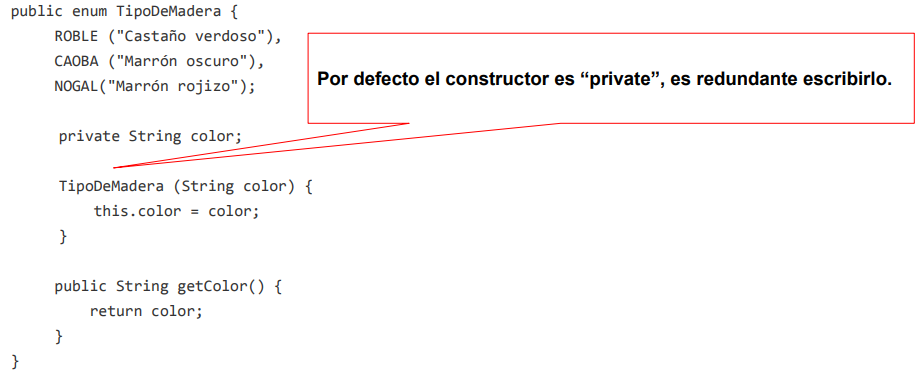 public enum TipoDeMadera {
ROBLE ("Castaño verdoso"),
CAOBA ("Marrón oscuro"),
NOGAL("Marrón rojizo");
Por defecto el constructor es “private”, es redundante escribirlo.
private String color;
TipoDeMadera (String color) {
this.color = color;
}
public String getColor() {
return color;
}
}